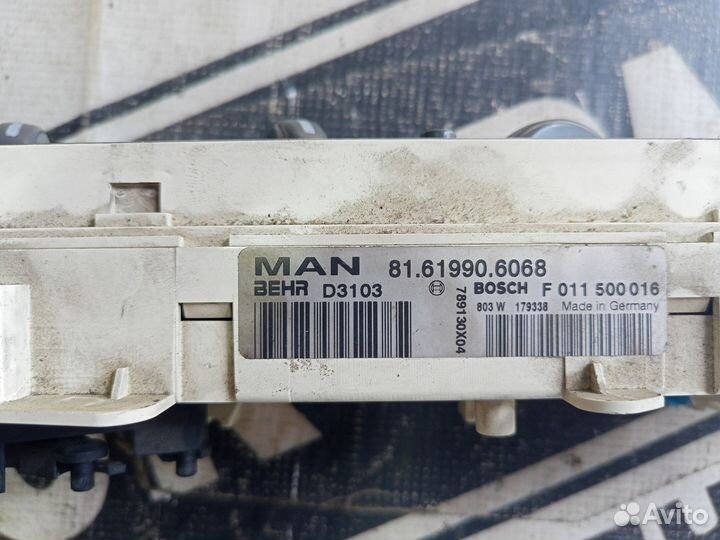 MAN 81.61990.6068
BEHR D3103
BOSCH F 011 500 016
803 W 179338 Made in Germany
789130X04
Avito